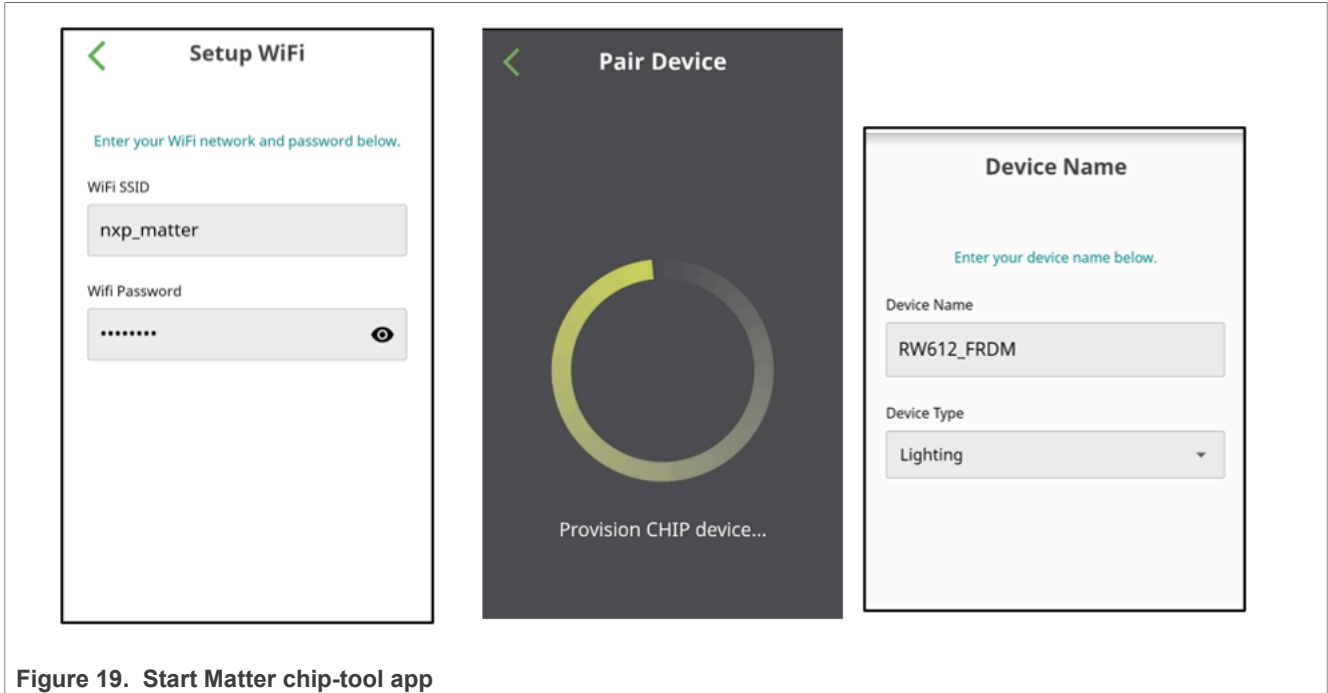 Setup WiFi
Enter your WiFi network and password below.
WiFi SSID
nxp_matter
Wifi Password
••••••••
Pair Device
Provision CHIP device...
Device Name
Enter your device name below.
Device Name
RW612_FRDM
Device Type
Lighting
Figure 19. Start Matter chip-tool app